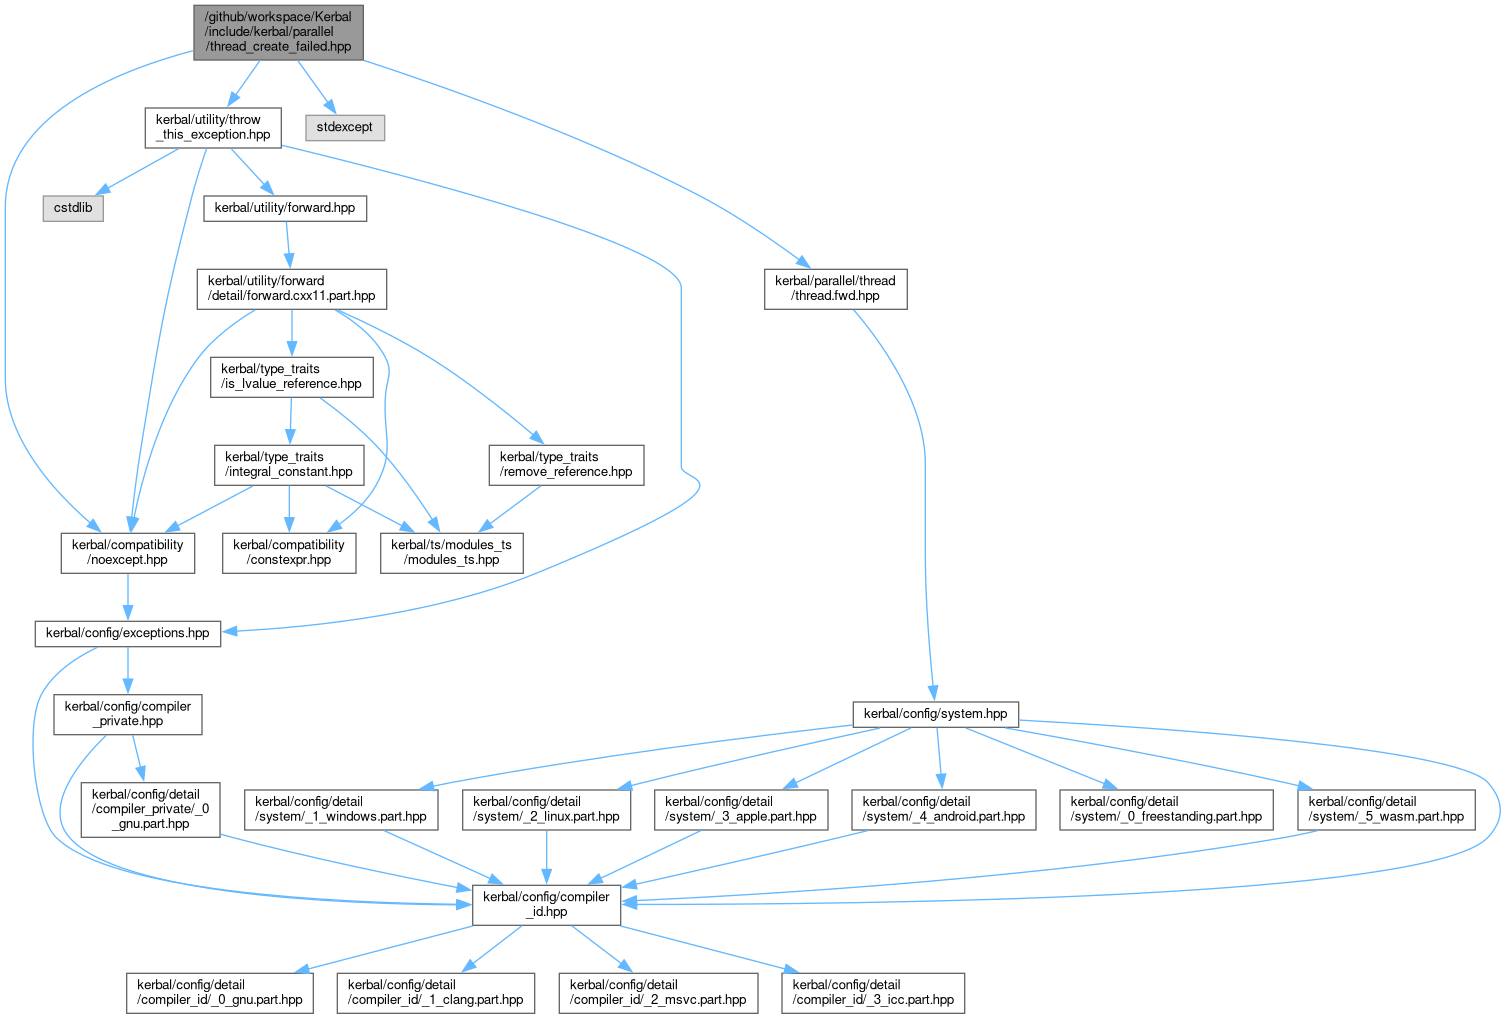 /github/workspace/Kerbal
/include/kerbal/parallel
/thread_create_failed.hpp
kerbal/utility/throw
_this_exception.hpp
stdexcept
cstdlib
kerbal/utility/forward.hpp
kerbal/utility/forward
/detail/forward.cxx11.part.hpp
kerbal/parallel/thread
/thread.fwd.hpp
kerbal/type_traits
/is_lvalue_reference.hpp
kerbal/type_traits
/integral_constant.hpp
kerbal/type_traits
/remove_reference.hpp
kerbal/compatibility
/noexcept.hpp
kerbal/compatibility
/constexpr.hpp
kerbal/ts/modules_ts
/modules_ts.hpp
kerbal/config/exceptions.hpp
kerbal/config/compiler
_private.hpp
kerbal/config/system.hpp
kerbal/config/detail
/compiler_private/_0
_gnu.part.hpp
kerbal/config/detail
/system/_1_windows.part.hpp
kerbal/config/detail
/system/_2_linux.part.hpp
kerbal/config/detail
/system/_3_apple.part.hpp
kerbal/config/detail
/system/_4_android.part.hpp
kerbal/config/detail
/system/_0_freestanding.part.hpp
kerbal/config/detail
/system/_5_wasm.part.hpp
kerbal/config/compiler
_id.hpp
kerbal/config/detail
/compiler_id/_0_gnu.part.hpp
kerbal/config/detail
/compiler_id/_1_clang.part.hpp
kerbal/config/detail
/compiler_id/_2_msvc.part.hpp
kerbal/config/detail
/compiler_id/_3_icc.part.hpp